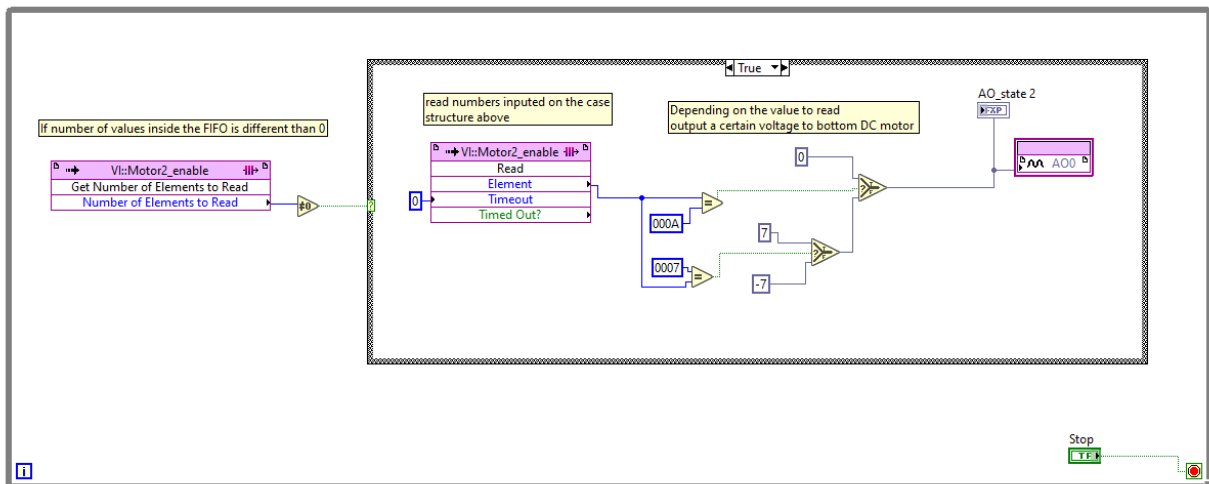 True
AO_state 2
FXP
read numbers inputed on the case
structure above
Depending on the value to read
output a certain voltage to bottom DC motor
If number of values inside the FIFO is different than 0
VI::Motor2_enable
Get Number of Elements to Read
Number of Elements to Read
≠0
?
VI::Motor2_enable
Read
Element
Timeout
Timed Out?
0
000A
=
0007
=
0
?
T
F
7
?
T
F
-7
AO0
Stop
TF
i